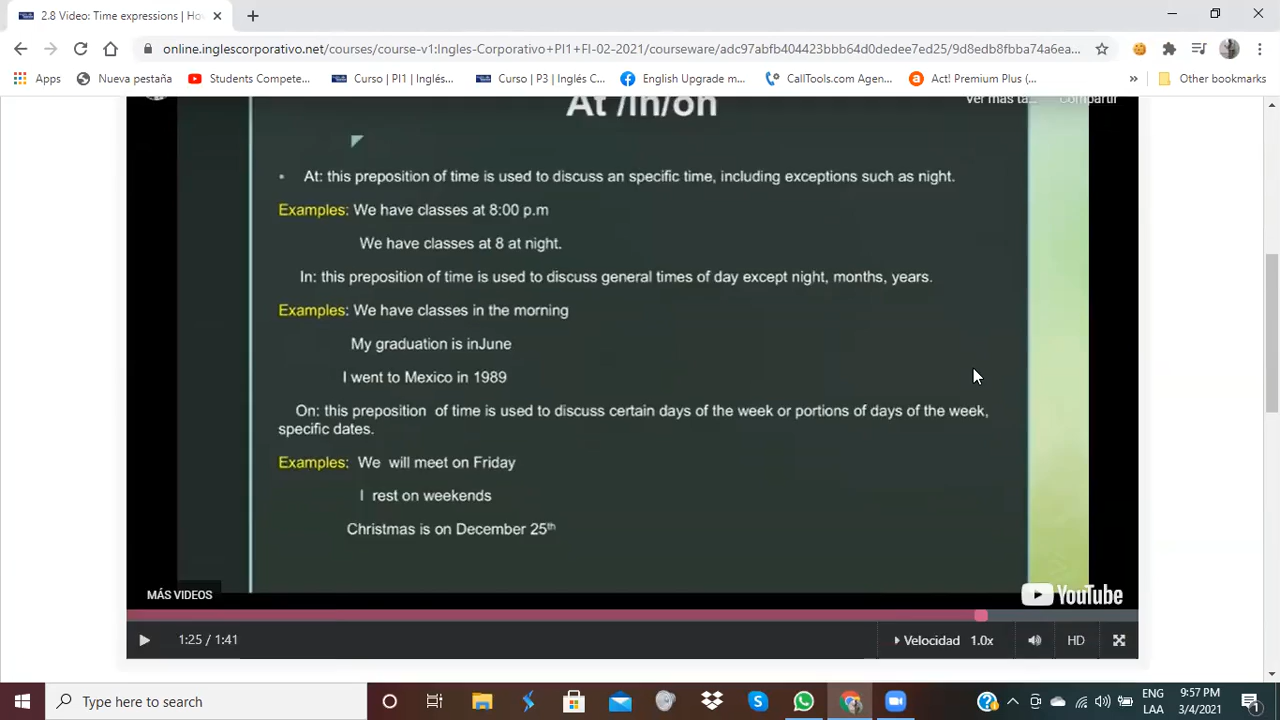 2.8 Video: Time expressions | Ho
online.inglescorporativo.net/courses/course-v1:Ingles-Corporativo+PI1+FI-02-2021/courseware/adc97abfb404423bbb64d0dedee7ed25/9d8edb8fbba74a6ea...
Apps Nueva pestaña Students Compete... Curso | PI1 | Inglés... Curso | P3 | Inglés C... English Upgrade m... CallTools.com Agen... Act! Premium Plus (... » Other bookmarks
At /in/on
Ver más ta... Compartir
• At: this preposition of time is used to discuss an specific time, including exceptions such as night.
Examples: We have classes at 8:00 p.m
We have classes at 8 at night.
In: this preposition of time is used to discuss general times of day except night, months, years.
Examples: We have classes in the morning
My graduation is inJune
I went to Mexico in 1989
On: this preposition of time is used to discuss certain days of the week or portions of days of the week,
specific dates.
Examples: We will meet on Friday
I rest on weekends
Christmas is on December 25th
MÁS VIDEOS
YouTube
1:25 / 1:41 Velocidad 1.0x HD
Type here to search
ENG 9:57 PM
LAA 3/4/2021
1